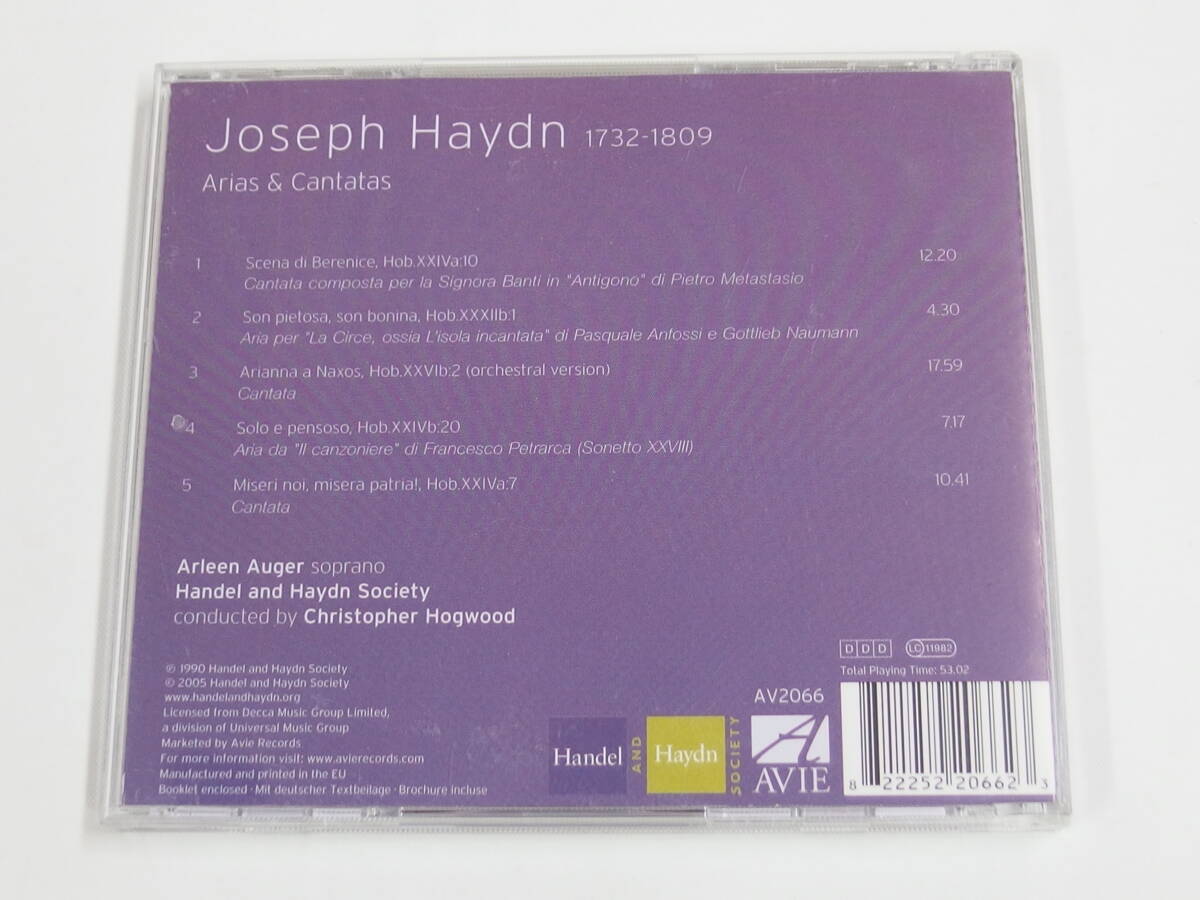 Joseph Haydn 1732-1809
Arias & Cantatas
1 Scena di Berenice, Hob.XXIVa:10 12.20
Cantata composta per la Signora Banti in "Antigono" di Pietro Metastasio
2 Son pietosa, son bonina, Hob.XXXIIb:1 4.30
Aria per "La Circe, ossia L'isola incantata" di Pasquale Anfossi e Gottlieb Naumann
3 Arianna a Naxos, Hob.XXVIb:2 (orchestral version) 17.59
Cantata
4 Solo e pensoso, Hob.XXIVb:20 7.17
Aria da "Il canzoniere" di Francesco Petrarca (Sonetto XXVIII)
5 Miseri noi, misera patria!, Hob.XXIVa:7 10.41
Cantata
Arleen Auger soprano
Handel and Haydn Society
conducted by Christopher Hogwood
℗ 1990 Handel and Haydn Society
© 2005 Handel and Haydn Society
www.handelandhaydn.org
Licensed from Decca Music Group Limited,
a division of Universal Music Group
Marketed by Avie Records
For more information visit: www.avierecords.com
Manufactured and printed in the EU
Booklet enclosed · Mit deutscher Textbeilage · Brochure incluse
Handel AND Haydn SOCIETY
AV2066
AVIE
D D D LC 11982
Total Playing Time: 53.02
8 22252 20662 3